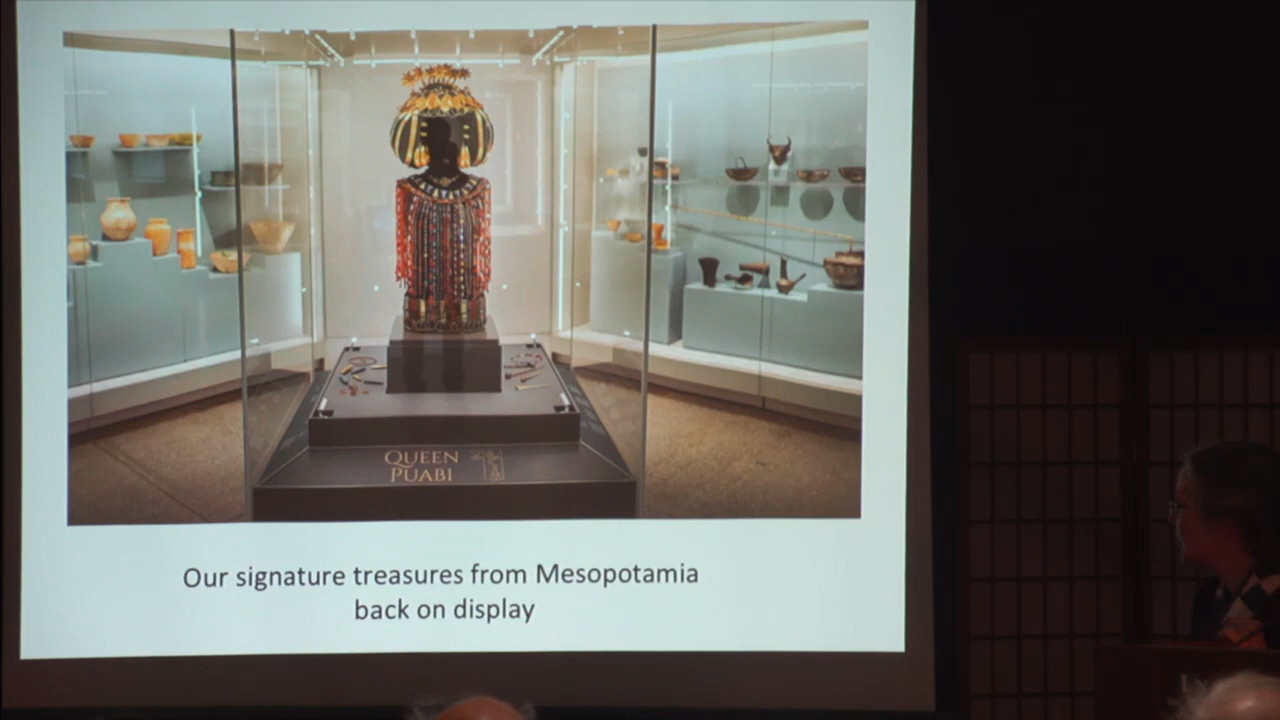 QUEEN
PUABI
Our signature treasures from Mesopotamia
back on display